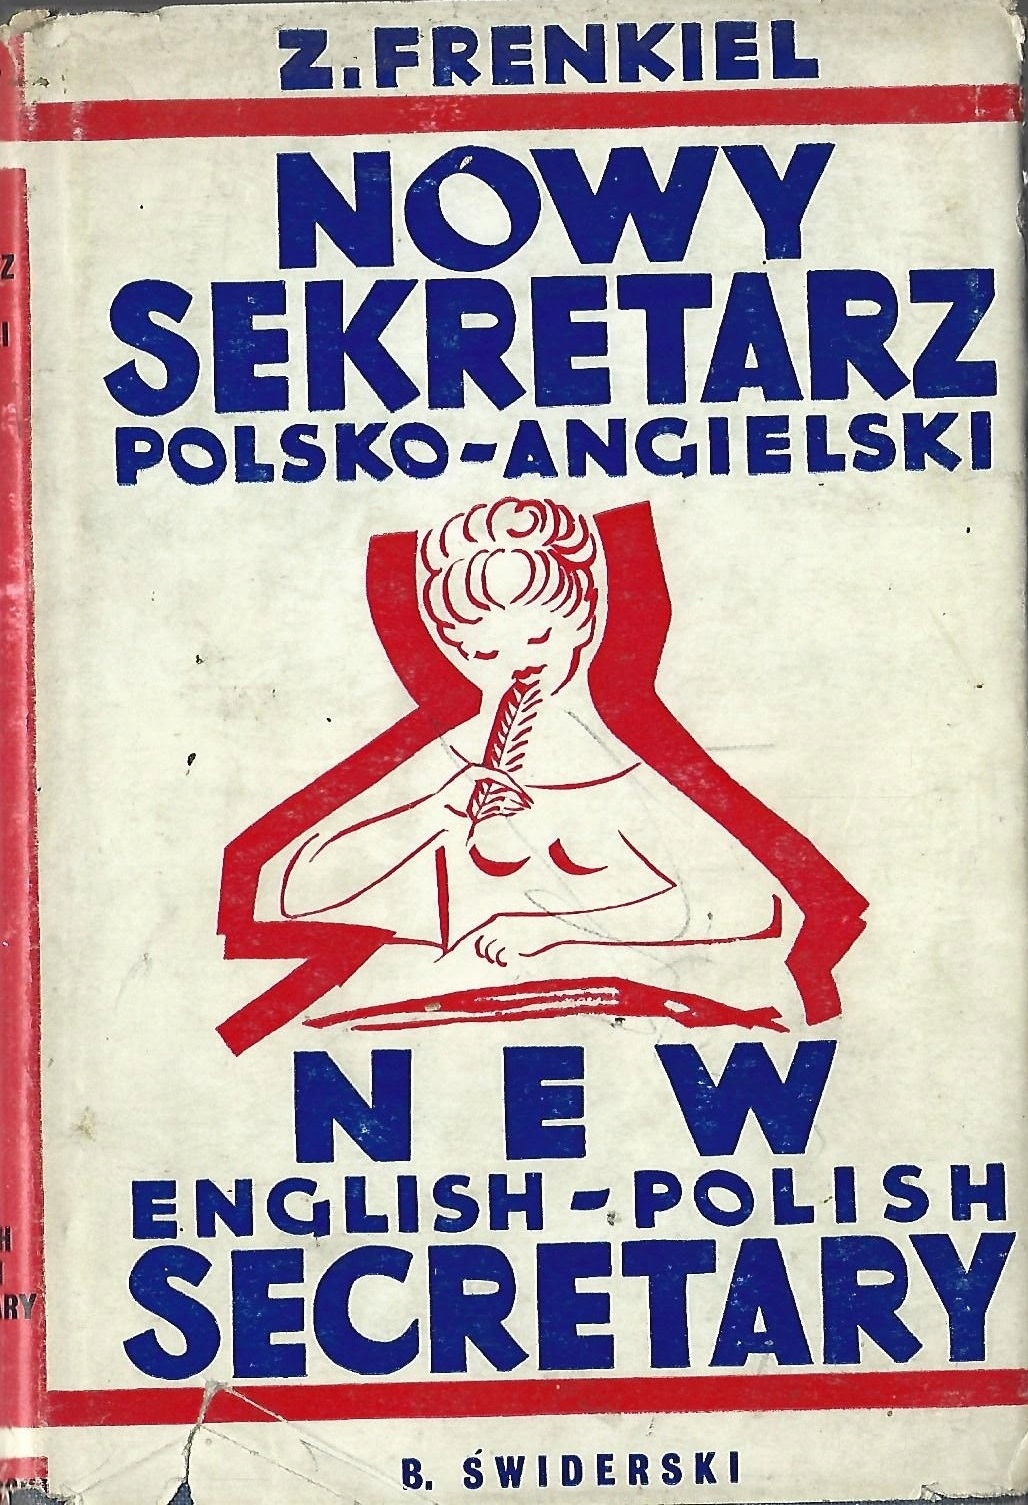 Z. FRENKIEL
NOWY
SEKRETARZ
POLSKO-ANGIELSKI
NEW
ENGLISH-POLISH
SECRETARY
B. ŚWIDERSKI